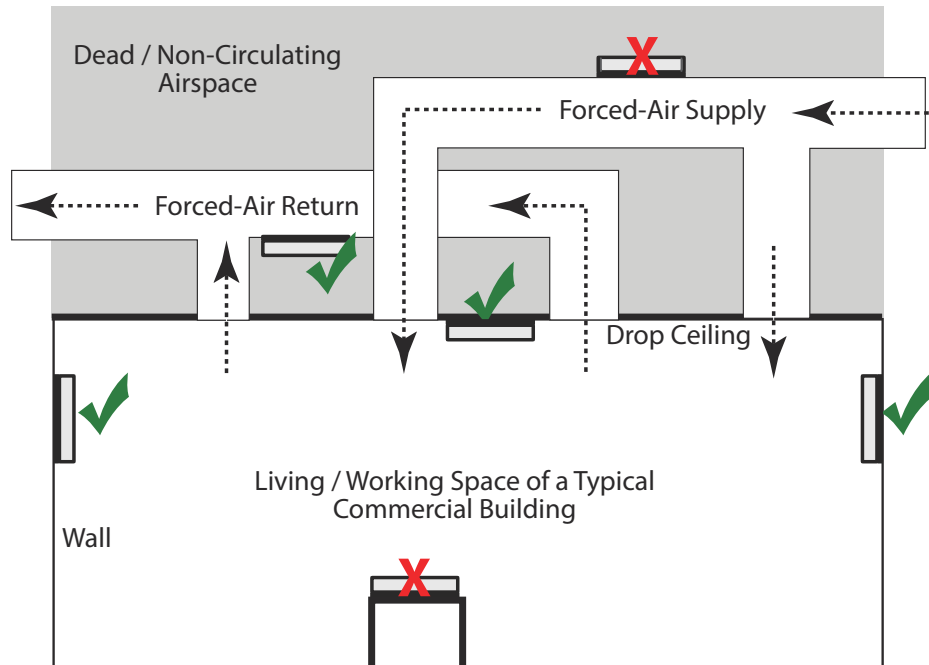 Dead / Non-Circulating
Airspace
X
Forced-Air Supply
Forced-Air Return
Drop Ceiling
Living / Working Space of a Typical
Commercial Building
Wall
X